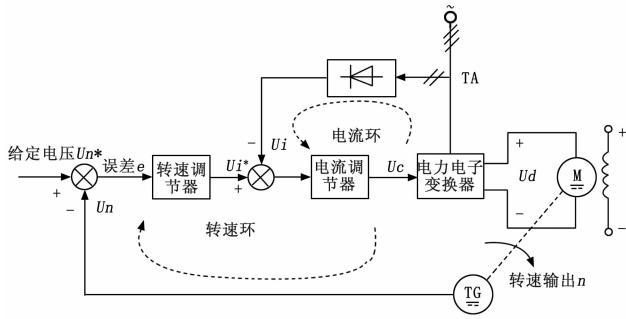 ~
TA
电流环
Ui
给定电压Un*
误差e
转速调
节器
Ui*
电流调
节器
Uc
电力电子
变换器
+
Ud
−
M
+
−
+
−
Un
+
−
转速环
转速输出n
TG